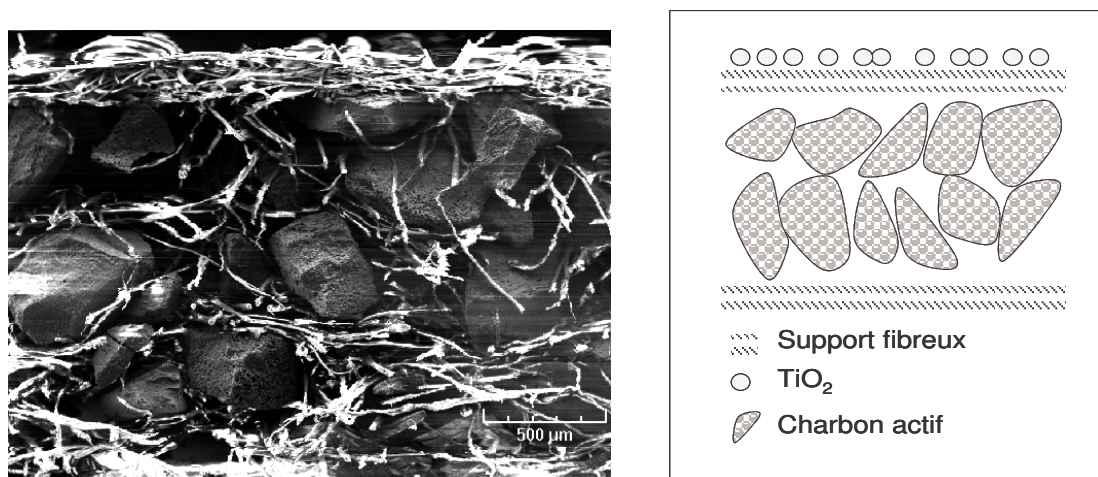 500 µm
Support fibreux
TiO₂
Charbon actif